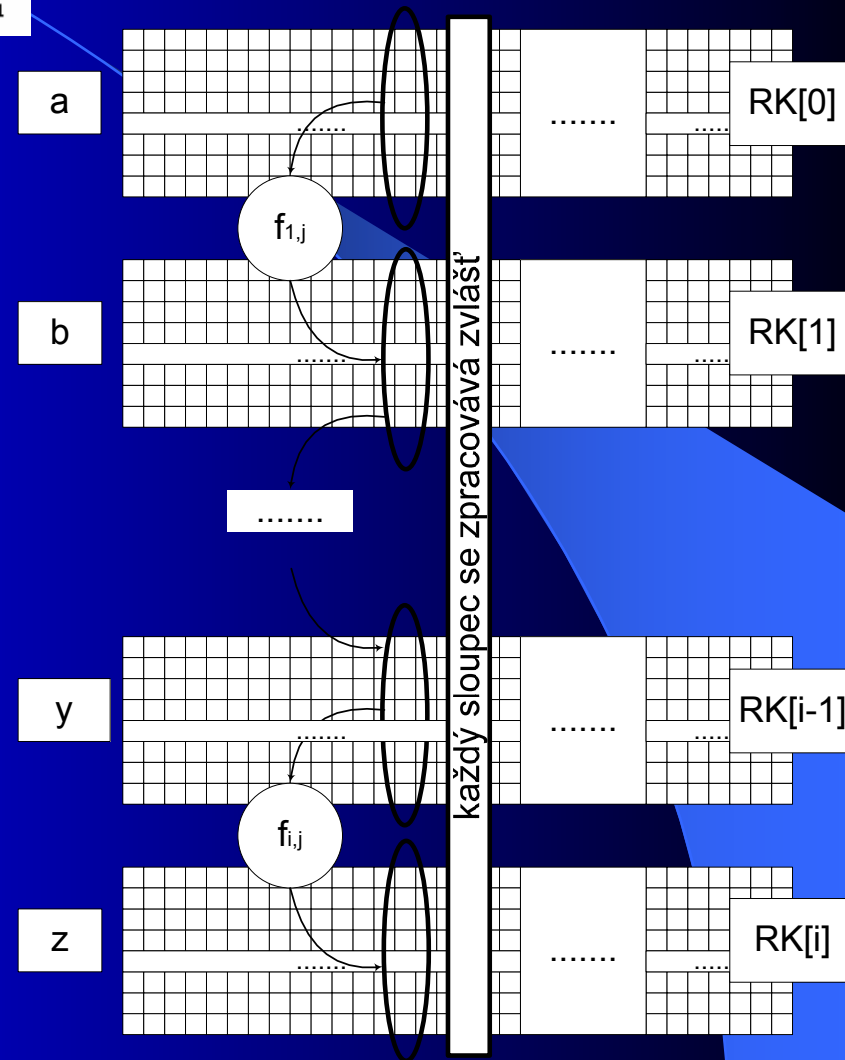 a
.......
.......
.....
RK[0]
f1,j
b
.......
.......
.....
RK[1]
.......
každý sloupec se zpracovává zvlášť
y
.......
.......
.....
RK[i-1]
fi,j
z
.......
.......
.....
RK[i]